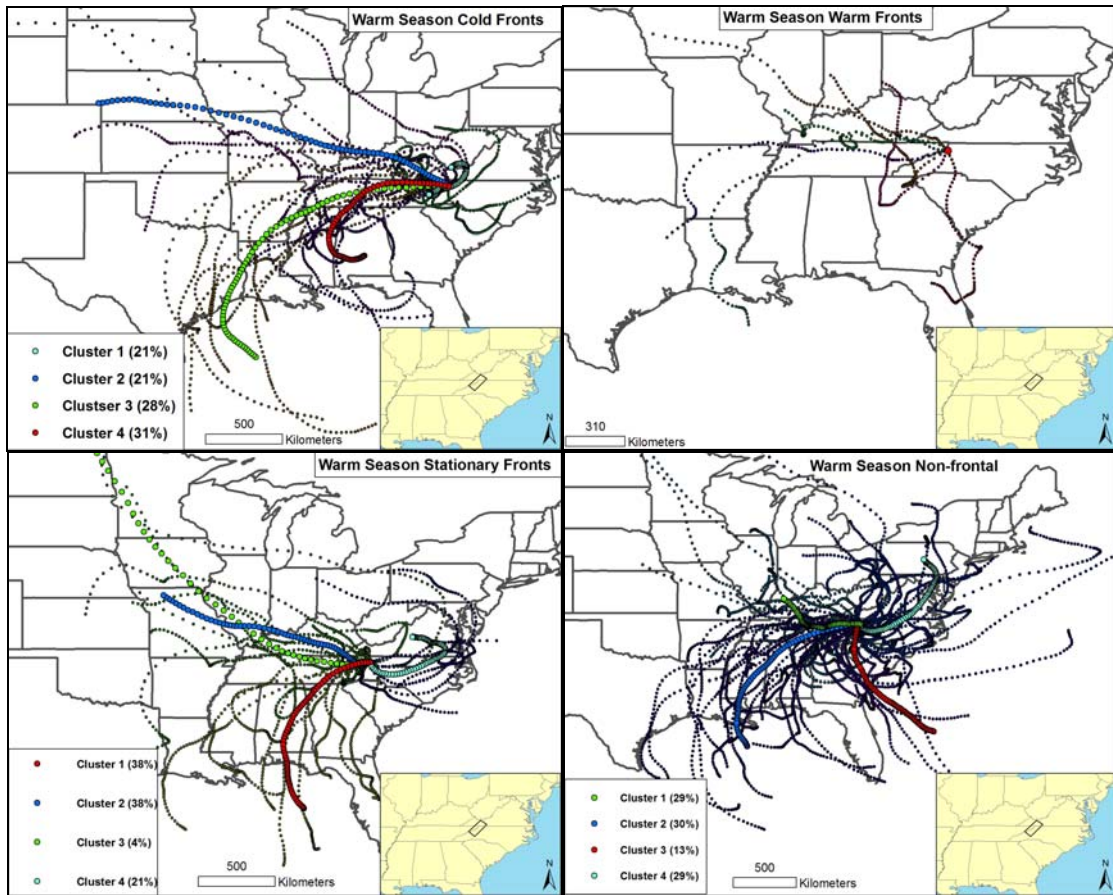 Warm Season Cold Fronts
Cluster 1 (21%)
Cluster 2 (21%)
Clustser 3 (28%)
Cluster 4 (31%)
500
Kilometers
N
Warm Season Warm Fronts
310
Kilometers
N
Warm Season Stationary Fronts
Cluster 1 (38%)
Cluster 2 (38%)
Cluster 3 (4%)
Cluster 4 (21%)
500
Kilometers
N
Warm Season Non-frontal
Cluster 1 (29%)
Cluster 2 (30%)
Cluster 3 (13%)
Cluster 4 (29%)
500
Kilometers
N